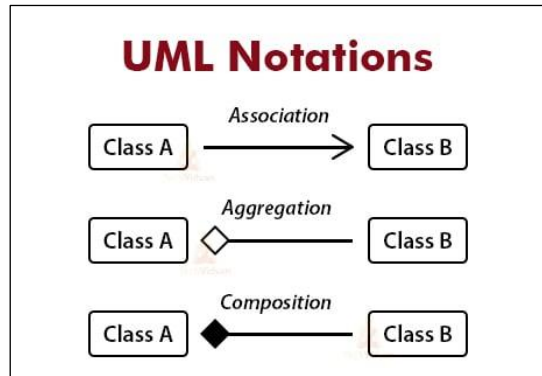 UML Notations
Association
Class A Class B
Aggregation
Class A Class B
Composition
Class A Class B